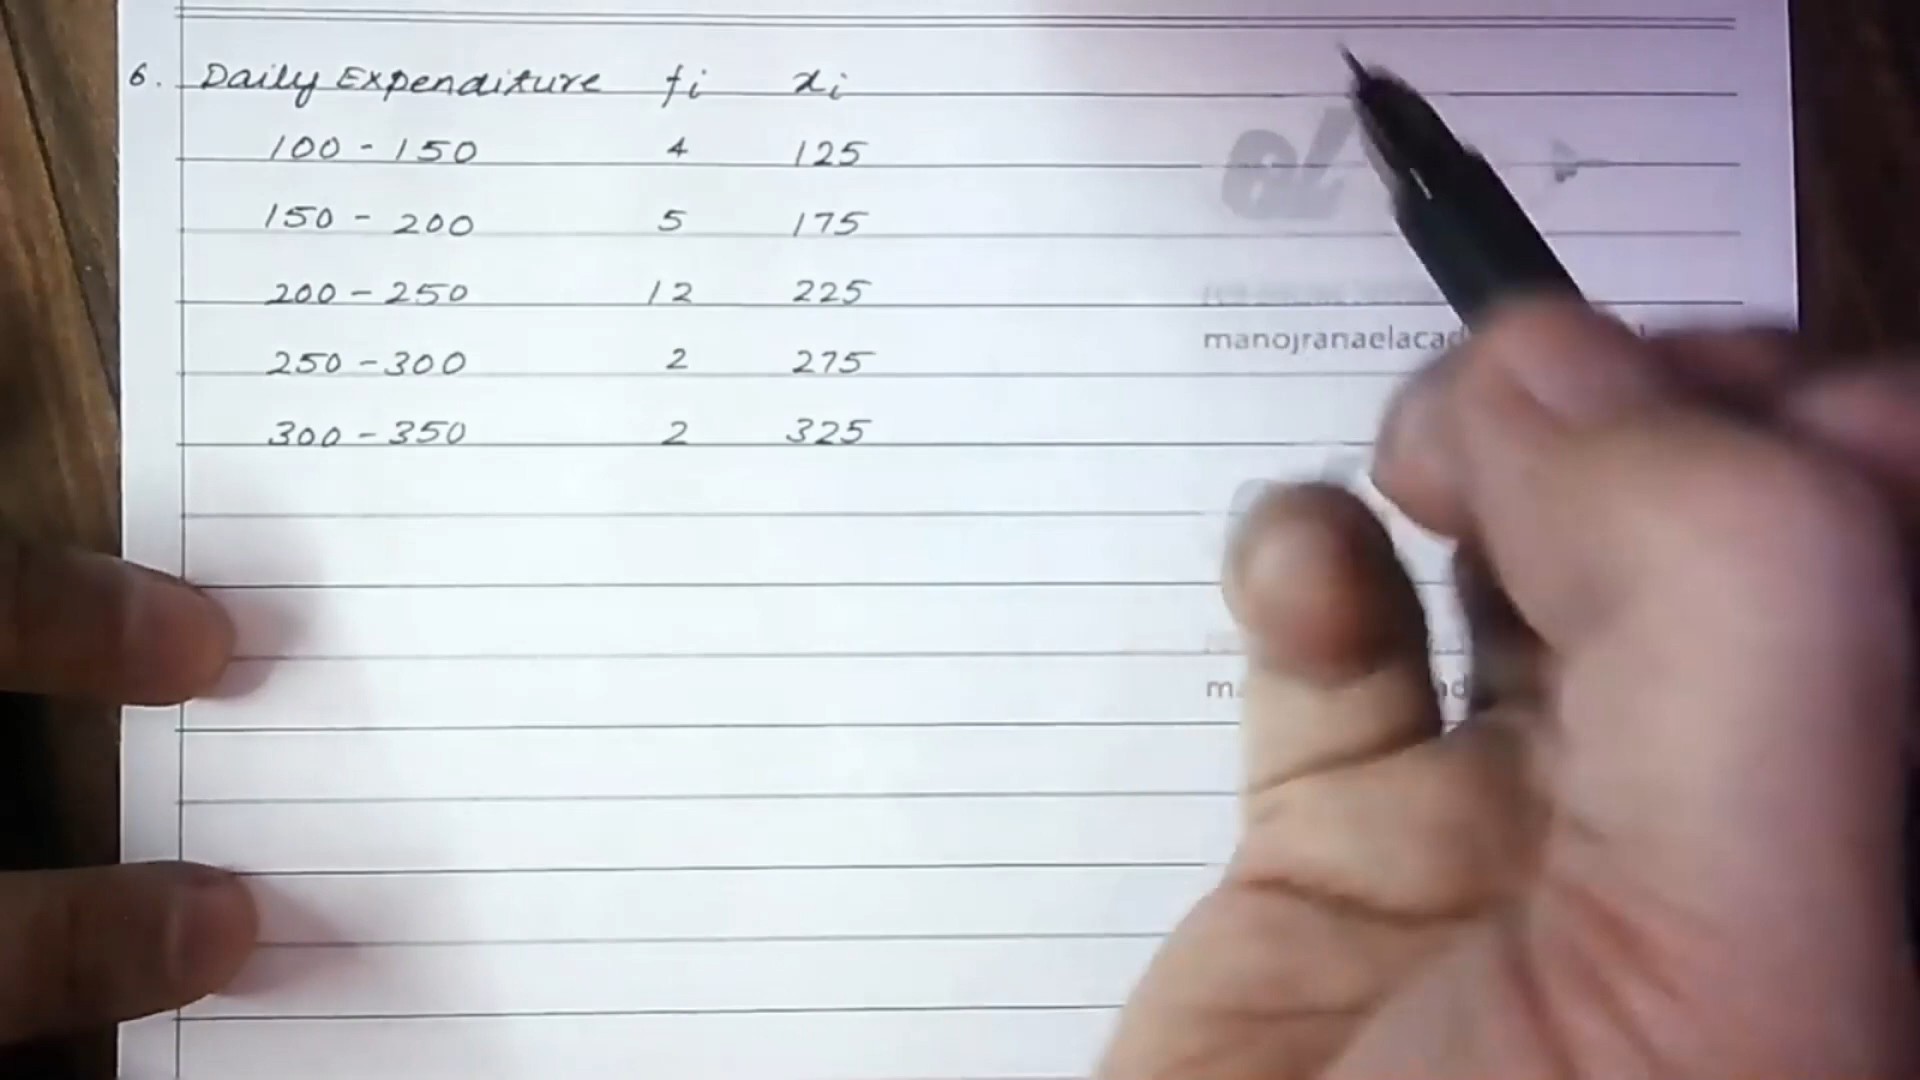 6. Daily Expenditure fi xi
100 - 150 4 125
150 - 200 5 175
200 - 250 12 225
250 - 300 2 275
300 - 350 2 325